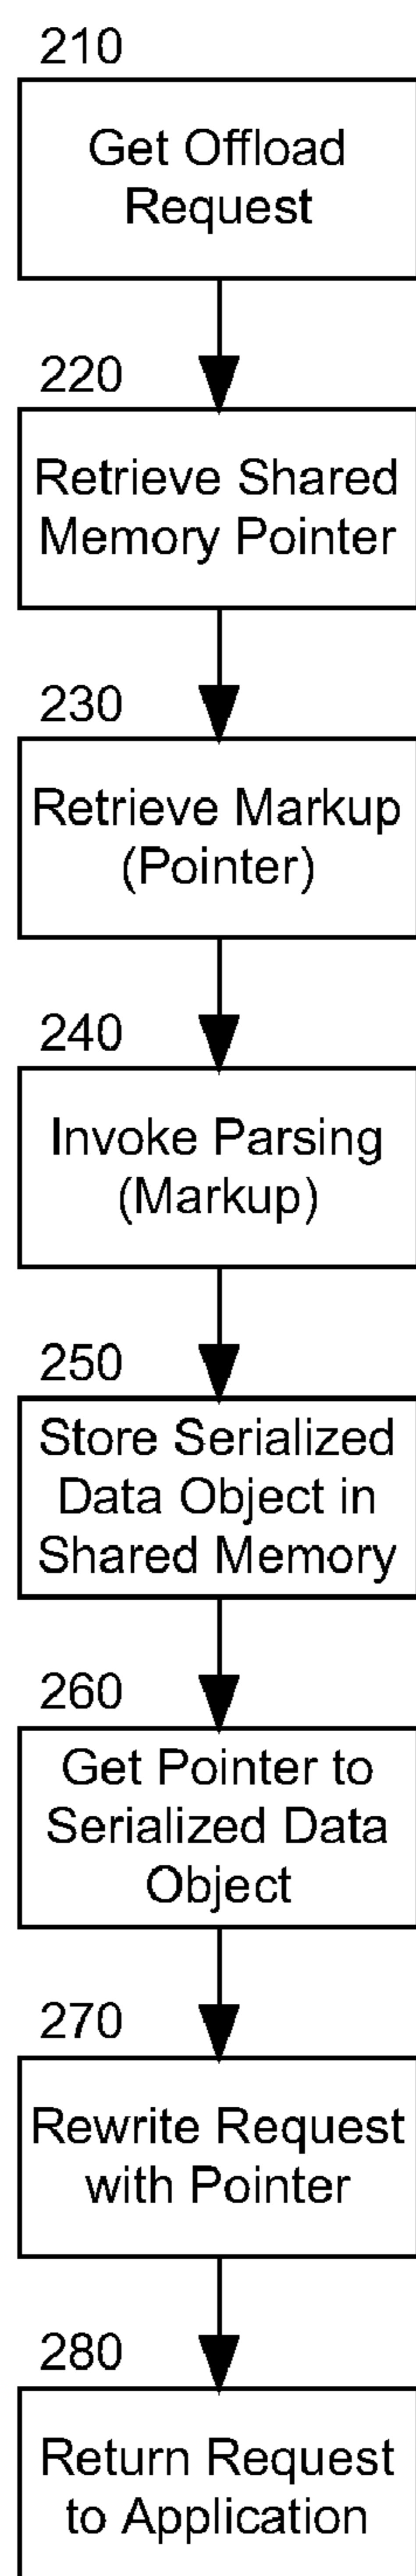 210
Get Offload
Request
220
Retrieve Shared
Memory Pointer
230
Retrieve Markup
(Pointer)
240
Invoke Parsing
(Markup)
250
Store Serialized
Data Object in
Shared Memory
260
Get Pointer to
Serialized Data
Object
270
Rewrite Request
with Pointer
280
Return Request
to Application